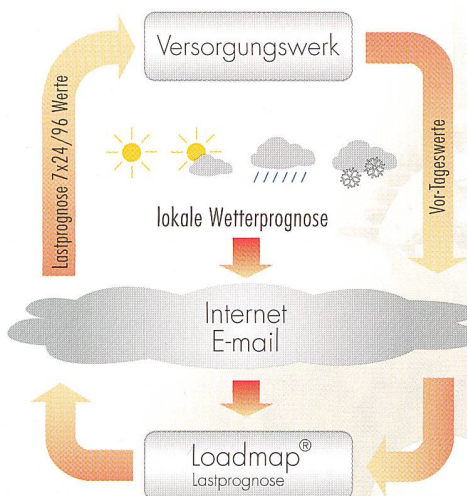 Versorgungswerk
Lastprognose 7x24/96 Werte
Vor-Tageswerte
lokale Wetterprognose
Internet
E-mail
Loadmap®
Lastprognose